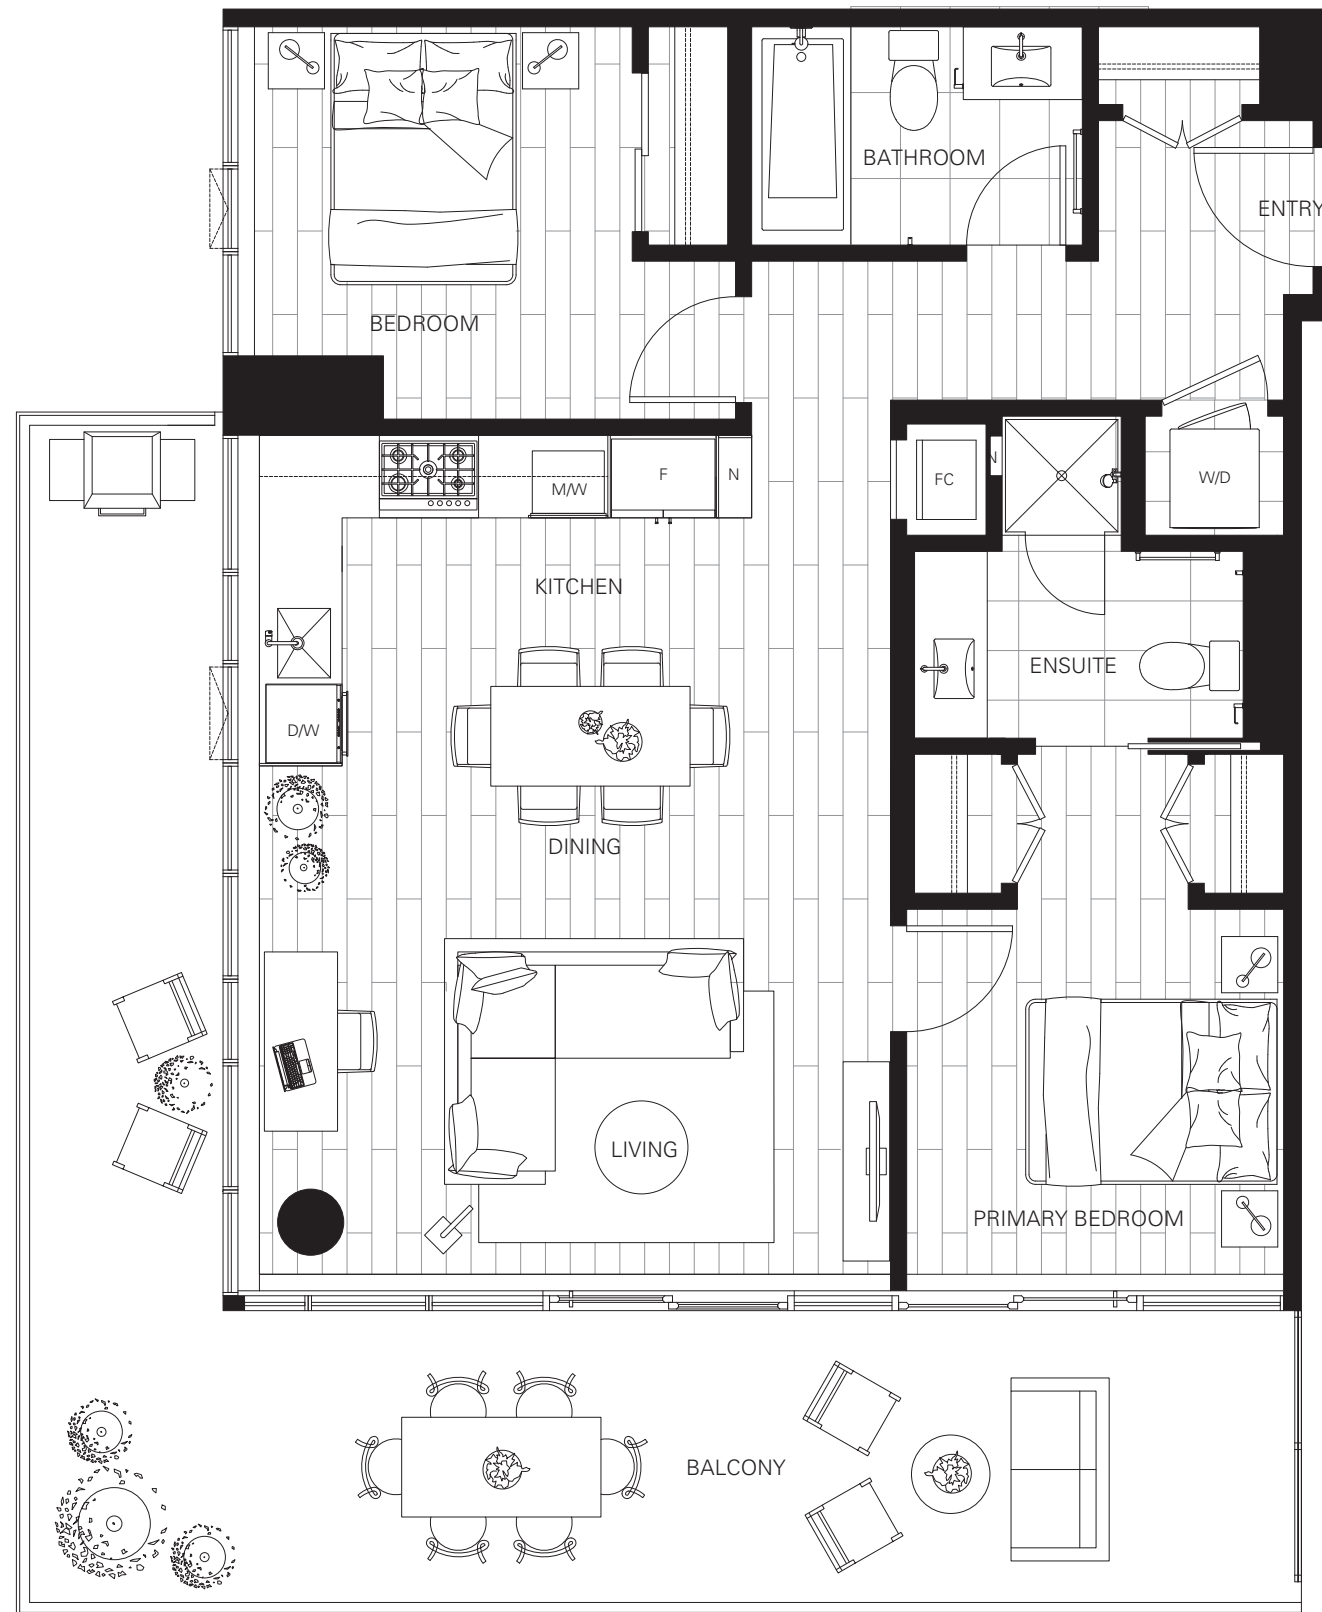 BATHROOM
ENTRY
BEDROOM
M/W
F
N
FC
N
W/D
KITCHEN
ENSUITE
D/W
DINING
LIVING
PRIMARY BEDROOM
BALCONY